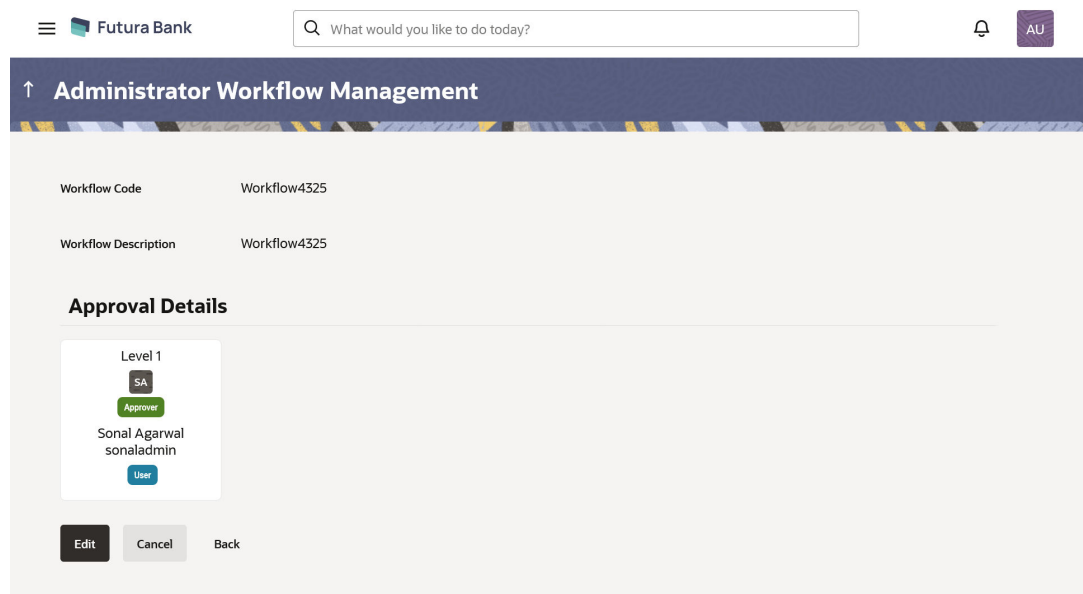 Futura Bank
What would you like to do today?
AU
Administrator Workflow Management
Workflow Code Workflow4325
Workflow Description Workflow4325
Approval Details
Level 1
SA
Approver
Sonal Agarwal
sonaladmin
User
Edit Cancel Back